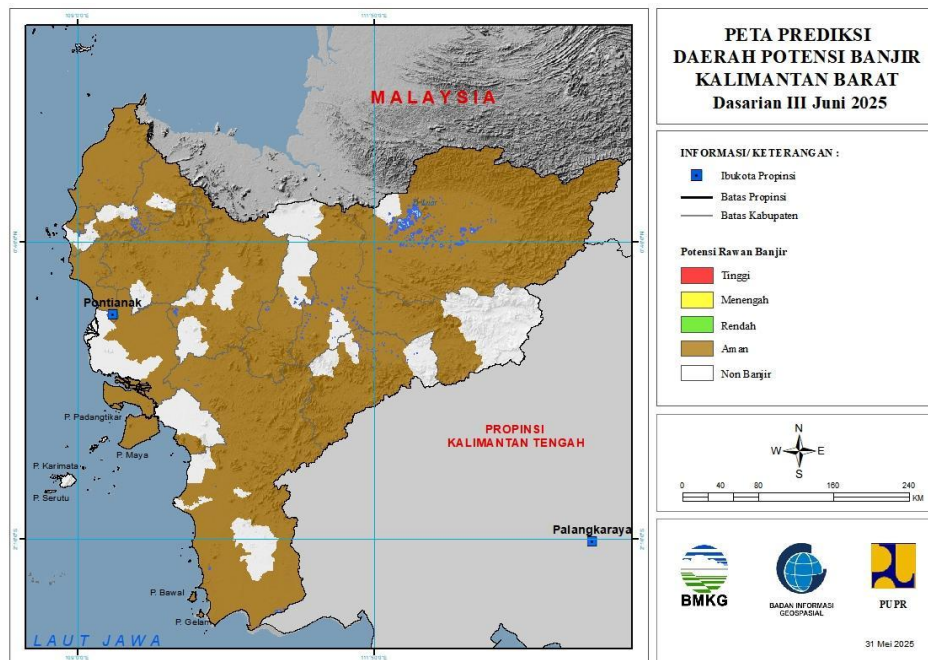 PETA PREDIKSI
DAERAH POTENSI BANJIR
KALIMANTAN BARAT
Dasarian III Juni 2025
INFORMASI/ KETERANGAN :
Ibukota Propinsi
Batas Propinsi
Batas Kabupaten
Potensi Rawan Banjir
Tinggi
Menengah
Rendah
Aman
Non Banjir
N
W E
S
0 40 80 160 240
KM
BMKG
BADAN INFORMASI
GEOSPASIAL
PUPR
31 Mei 2025
MALAYSIA
Pontianak
P. Padangtikar
P. Maya
P. Karimata
P. Serutu
PROPINSI
KALIMANTAN TENGAH
Palangkaraya
P. Bawal
P. Gelam
LAUT JAWA